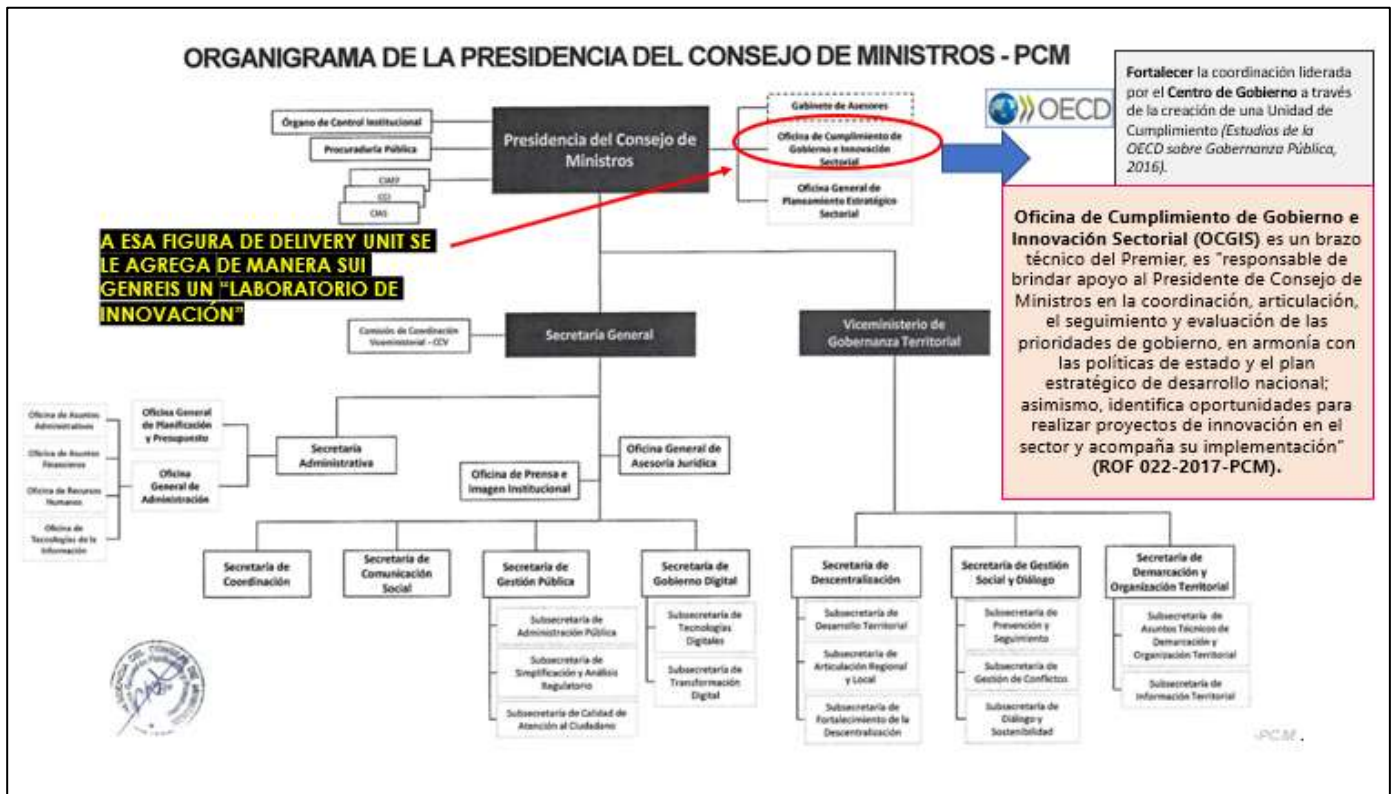 ORGANIGRAMA DE LA PRESIDENCIA DEL CONSEJO DE MINISTROS - PCM
Fortalecer la coordinación liderada
por el Centro de Gobierno a través
de la creación de una Unidad de
Cumplimiento (Estudios de la
OECD sobre Gobernanza Pública,
2016).
OECD
Órgano de Control Institucional
Procuraduría Pública
CIAEP
CCI
CIAS
Presidencia del Consejo de
Ministros
Gabinete de Asesores
Oficina de Cumplimiento de
Gobierno e Innovación
Sectorial
Oficina General de
Planeamiento Estratégico
Sectorial
A ESA FIGURA DE DELIVERY UNIT SE
LE AGREGA DE MANERA SUI
GENREIS UN “LABORATORIO DE
INNOVACIÓN”
Oficina de Cumplimiento de Gobierno e
Innovación Sectorial (OCGIS) es un brazo
técnico del Premier, es "responsable de
brindar apoyo al Presidente de Consejo de
Ministros en la coordinación, articulación,
el seguimiento y evaluación de las
prioridades de gobierno, en armonía con
las políticas de estado y el plan
estratégico de desarrollo nacional;
asimismo, identifica oportunidades para
realizar proyectos de innovación en el
sector y acompaña su implementación"
(ROF 022-2017-PCM).
Comisión de Coordinación
Viceministerial - CCV
Secretaría General
Viceministerio de
Gobernanza Territorial
Oficina de Asuntos
Administrativos
Oficina de Asuntos
Financieros
Oficina de Recursos
Humanos
Oficina de
Tecnologías de la
Información
Oficina General
de Planificación
y Presupuesto
Oficina
General de
Administración
Secretaría
Administrativa
Oficina de Prensa e
Imagen Institucional
Oficina General de
Asesoría Jurídica
Secretaría de
Coordinación
Secretaría de
Comunicación
Social
Secretaría de
Gestión Pública
Subsecretaría de
Administración Pública
Subsecretaría de
Simplificación y Análisis
Regulatorio
Subsecretaría de Calidad de
Atención al Ciudadano
Secretaría de
Gobierno Digital
Subsecretaría de
Tecnologías
Digitales
Subsecretaría de
Transformación
Digital
Secretaría de
Descentralización
Subsecretaría de
Desarrollo Territorial
Subsecretaría de
Articulación Regional
y Local
Subsecretaría de
Fortalecimiento de la
Descentralización
Secretaría de Gestión
Social y Diálogo
Subsecretaría de
Prevención y
Seguimiento
Subsecretaría de
Gestión de Conflictos
Subsecretaría de
Diálogo y
Sostenibilidad
Secretaría de
Demarcación y
Organización Territorial
Subsecretaría de
Asuntos Técnicos de
Demarcación y
Organización Territorial
Subsecretaría de
Información Territorial
-PCM .